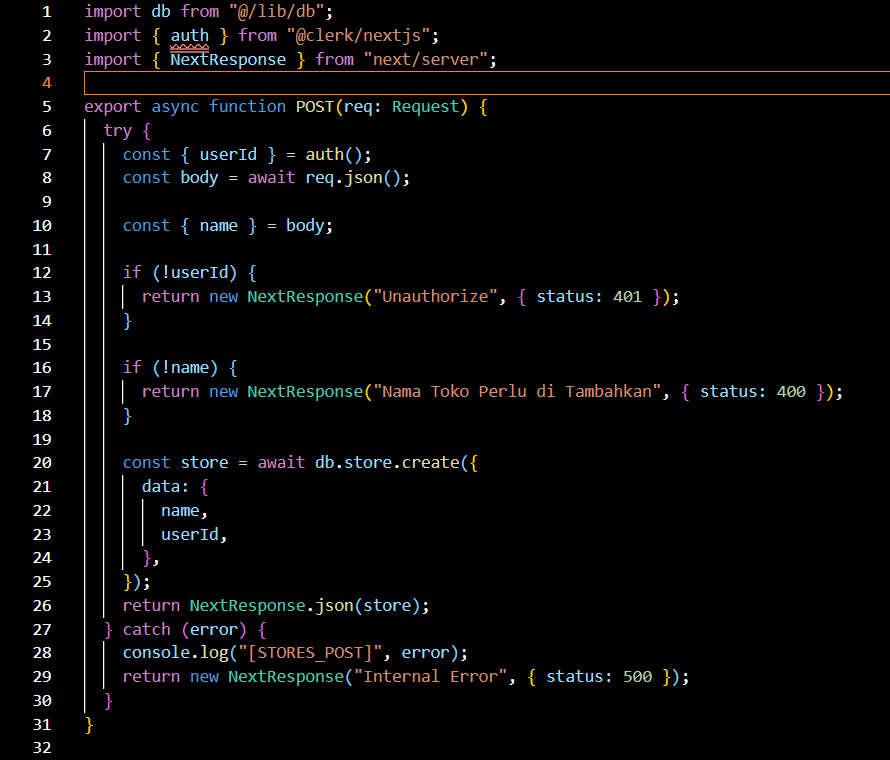 1 import db from "@/lib/db";
2 import { auth } from "@clerk/nextjs";
3 import { NextResponse } from "next/server";
4
5 export async function POST(req: Request) {
6   try {
7     const { userId } = auth();
8     const body = await req.json();
9
10     const { name } = body;
11
12     if (!userId) {
13       return new NextResponse("Unauthorize", { status: 401 });
14     }
15
16     if (!name) {
17       return new NextResponse("Nama Toko Perlu di Tambahkan", { status: 400 });
18     }
19
20     const store = await db.store.create({
21       data: {
22         name,
23         userId,
24       },
25     });
26     return NextResponse.json(store);
27   } catch (error) {
28     console.log("[STORES_POST]", error);
29     return new NextResponse("Internal Error", { status: 500 });
30   }
31 }
32